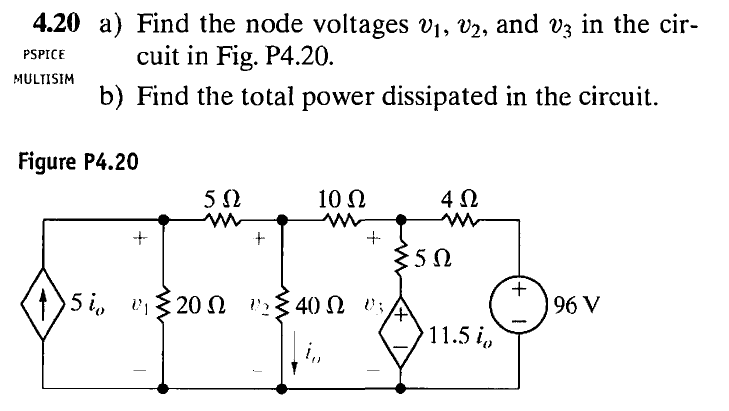 4.20 a) Find the node voltages v₁, v₂, and v₃ in the cir-
PSPICE
cuit in Fig. P4.20.
MULTISIM
b) Find the total power dissipated in the circuit.
Figure P4.20
5 Ω 10 Ω 4 Ω
+ + +
5 Ω
5 iₒ v₁ 20 Ω v₂ 40 Ω v₃ + + 96 V
− 11.5 iₒ −
iₒ
− − −